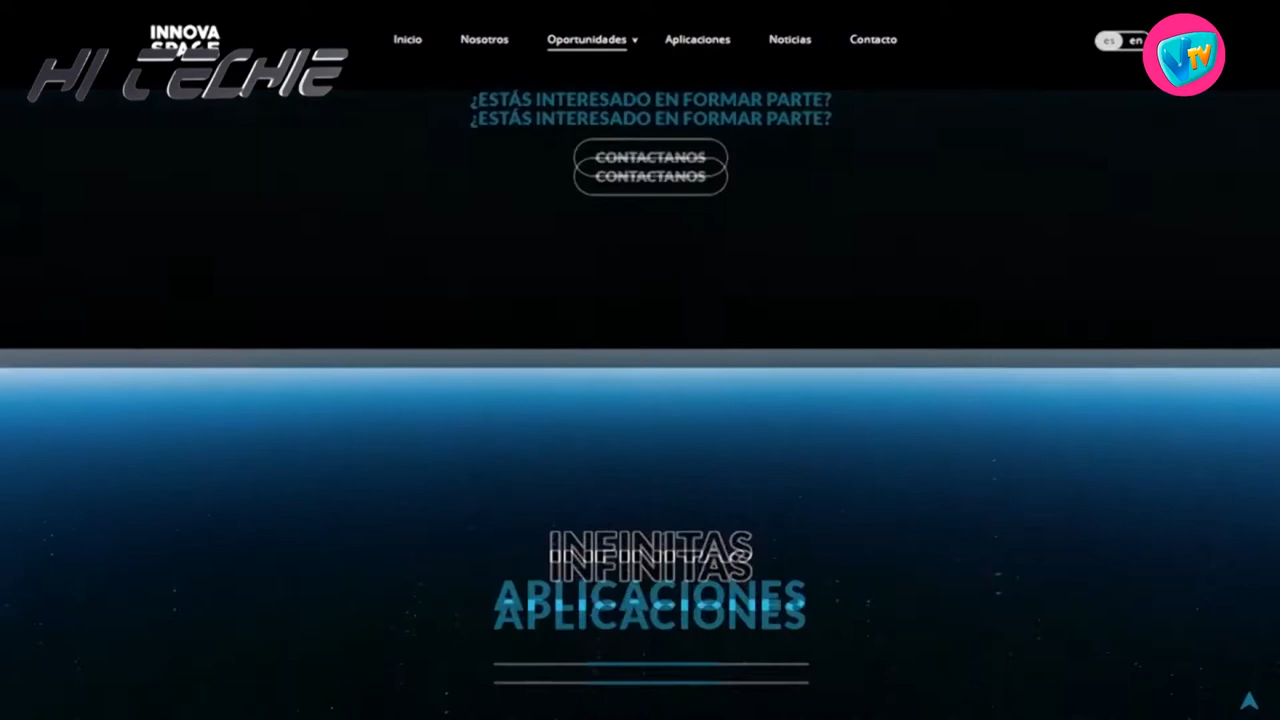 INNOVA
SPACE
HI TECHIE
Inicio
Nosotros
Oportunidades
Aplicaciones
Noticias
Contacto
es
en
TV
¿ESTÁS INTERESADO EN FORMAR PARTE?
¿ESTÁS INTERESADO EN FORMAR PARTE?
CONTACTANOS
CONTACTANOS
INFINITAS
INFINITAS
APLICACIONES
APLICACIONES